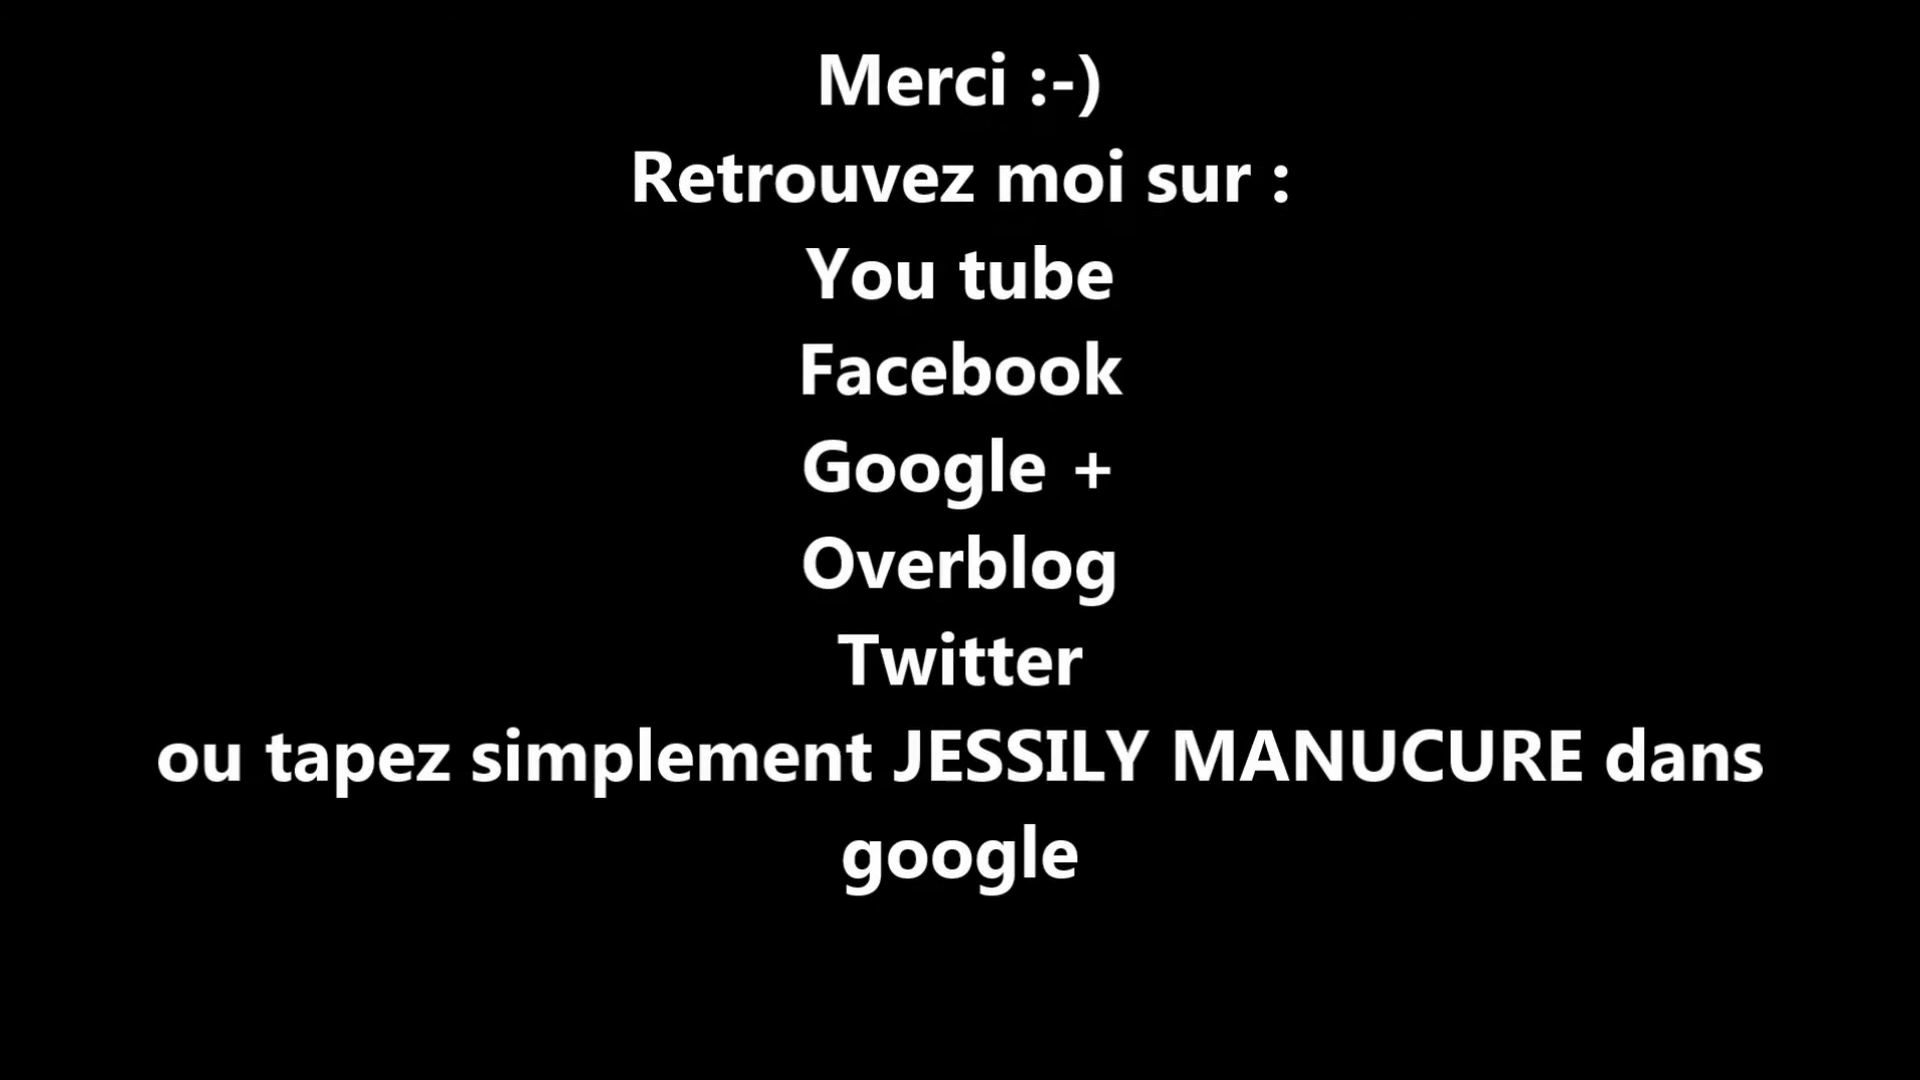 Merci :-)
Retrouvez moi sur :
You tube
Facebook
Google +
Overblog
Twitter
ou tapez simplement JESSILY MANUCURE dans
google